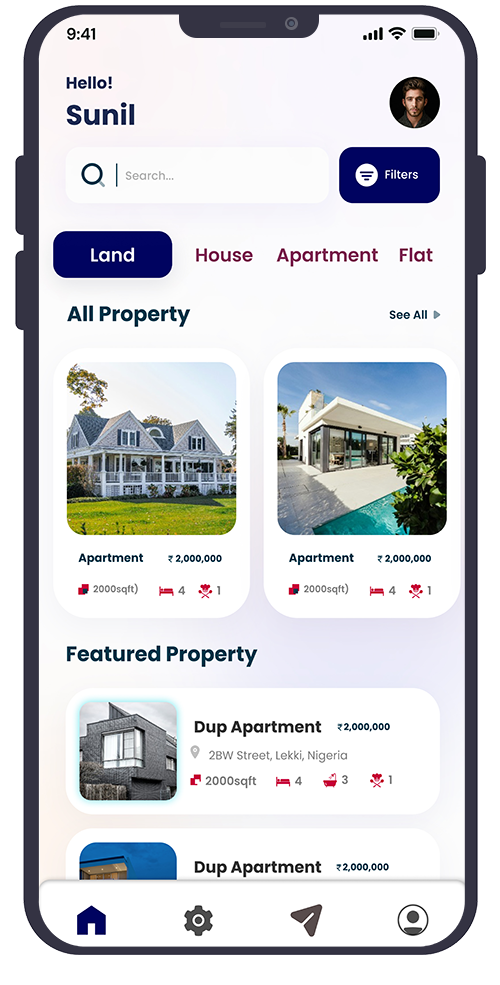 9:41
Hello!
Sunil
Search...
Filters
Land House Apartment Flat
All Property
See All
Apartment ₹ 2,000,000
2000sqft) 4 1
Apartment ₹ 2,000,000
2000sqft) 4 1
Featured Property
Dup Apartment ₹2,000,000
2BW Street, Lekki, Nigeria
2000sqft 4 3 1
Dup Apartment ₹2,000,000